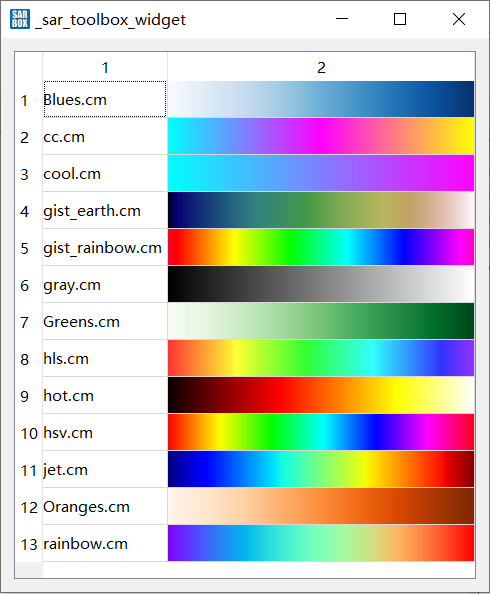 SAR
BOX
_sar_toolbox_widget
1 2
1 Blues.cm
2 cc.cm
3 cool.cm
4 gist_earth.cm
5 gist_rainbow.cm
6 gray.cm
7 Greens.cm
8 hls.cm
9 hot.cm
10 hsv.cm
11 jet.cm
12 Oranges.cm
13 rainbow.cm